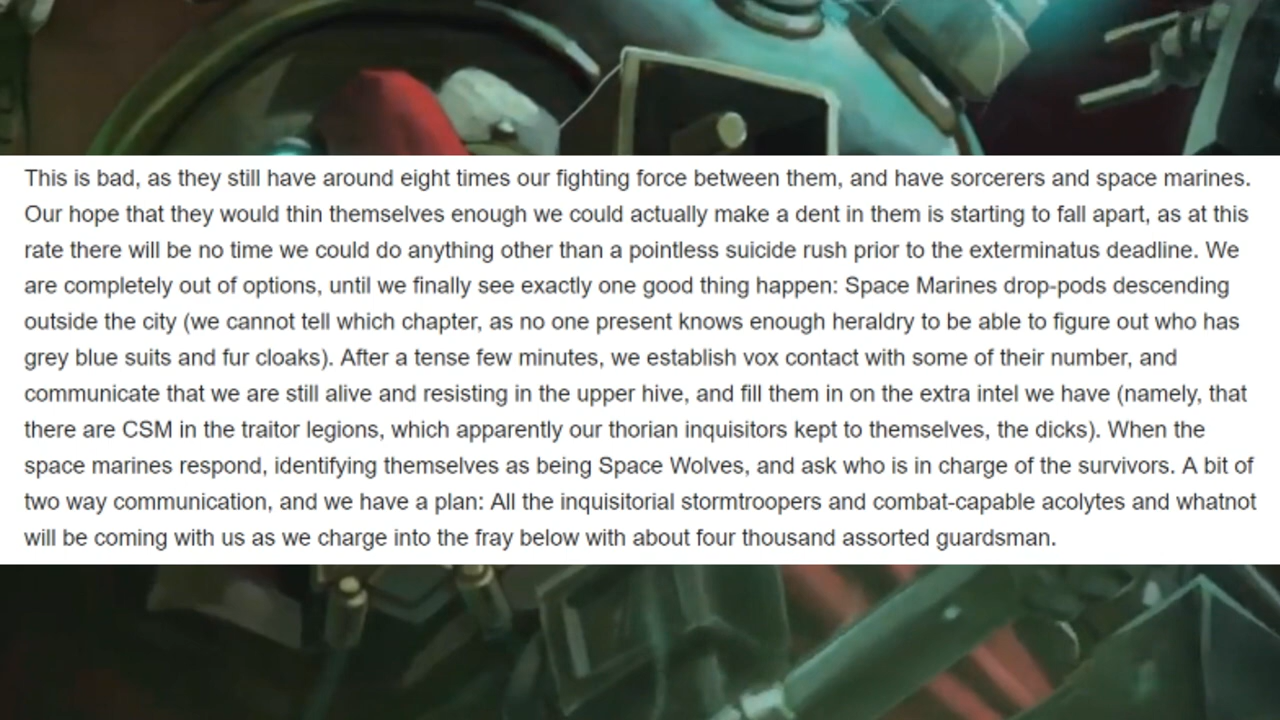 This is bad, as they still have around eight times our fighting force between them, and have sorcerers and space marines.
Our hope that they would thin themselves enough we could actually make a dent in them is starting to fall apart, as at this
rate there will be no time we could do anything other than a pointless suicide rush prior to the exterminatus deadline. We
are completely out of options, until we finally see exactly one good thing happen: Space Marines drop-pods descending
outside the city (we cannot tell which chapter, as no one present knows enough heraldry to be able to figure out who has
grey blue suits and fur cloaks). After a tense few minutes, we establish vox contact with some of their number, and
communicate that we are still alive and resisting in the upper hive, and fill them in on the extra intel we have (namely, that
there are CSM in the traitor legions, which apparently our thorian inquisitors kept to themselves, the dicks). When the
space marines respond, identifying themselves as being Space Wolves, and ask who is in charge of the survivors. A bit of
two way communication, and we have a plan: All the inquisitorial stormtroopers and combat-capable acolytes and whatnot
will be coming with us as we charge into the fray below with about four thousand assorted guardsman.